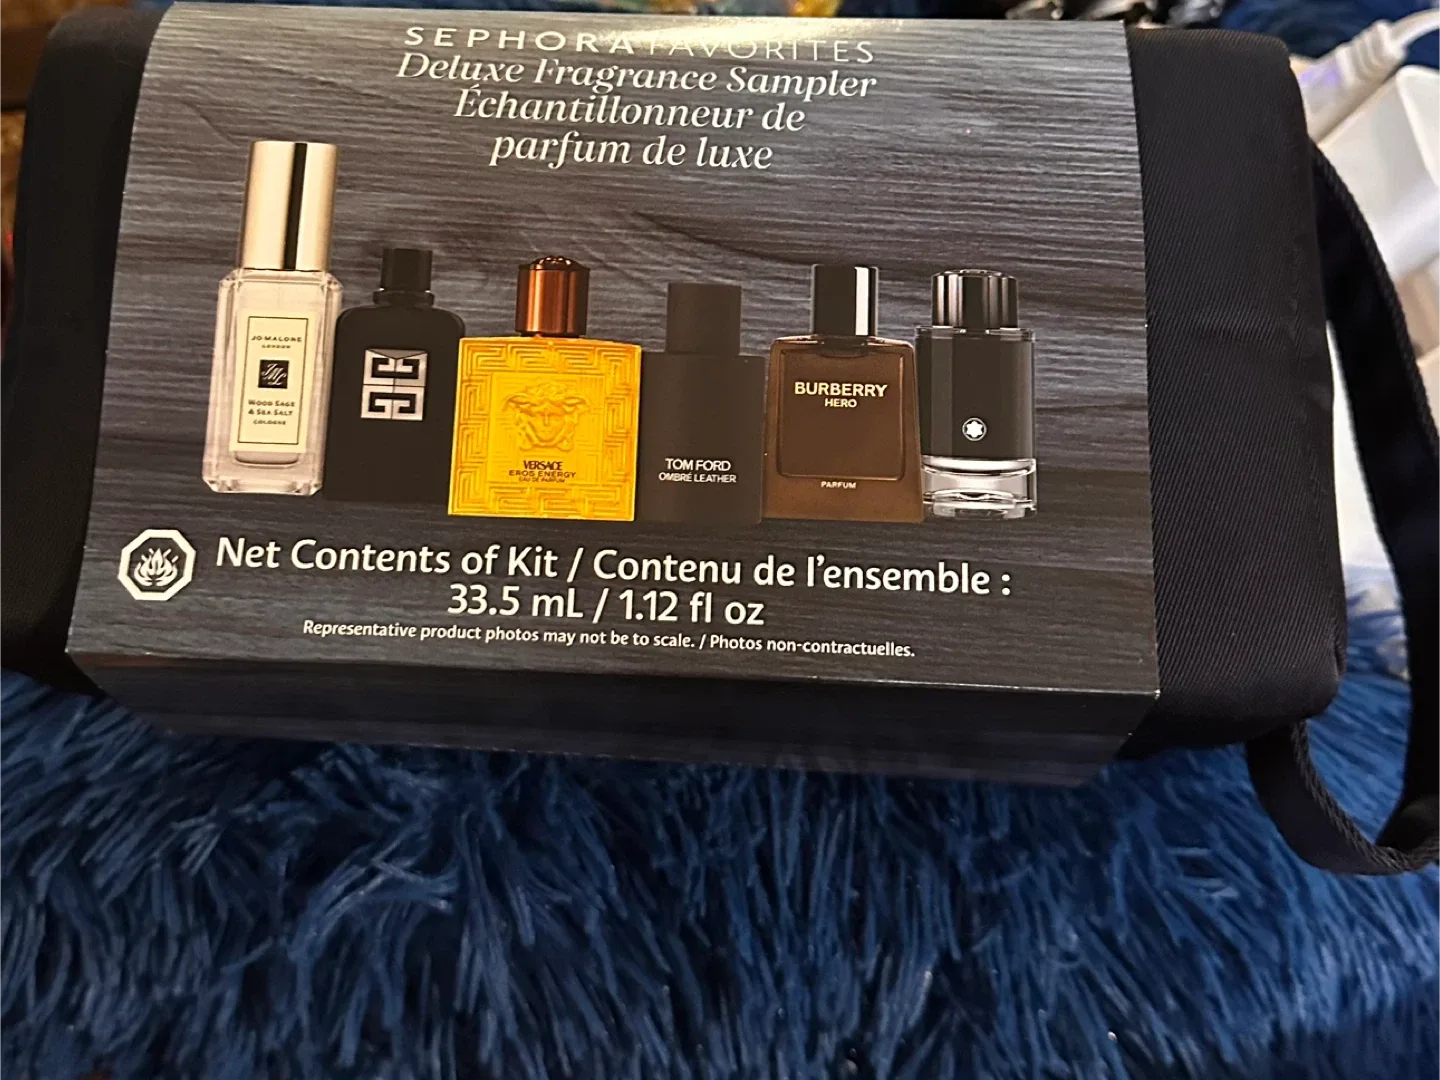 SEPHORA FAVORITES
Deluxe Fragrance Sampler
Échantillonneur de
parfum de luxe
JO MALONE
LONDON
JML
WOOD SAGE
& SEA SALT
COLOGNE
VERSACE
EROS ENERGY
EAU DE PARFUM
TOM FORD
OMBRÉ LEATHER
BURBERRY
HERO
PARFUM
Net Contents of Kit / Contenu de l'ensemble :
33.5 mL / 1.12 fl oz
Representative product photos may not be to scale. / Photos non-contractuelles.